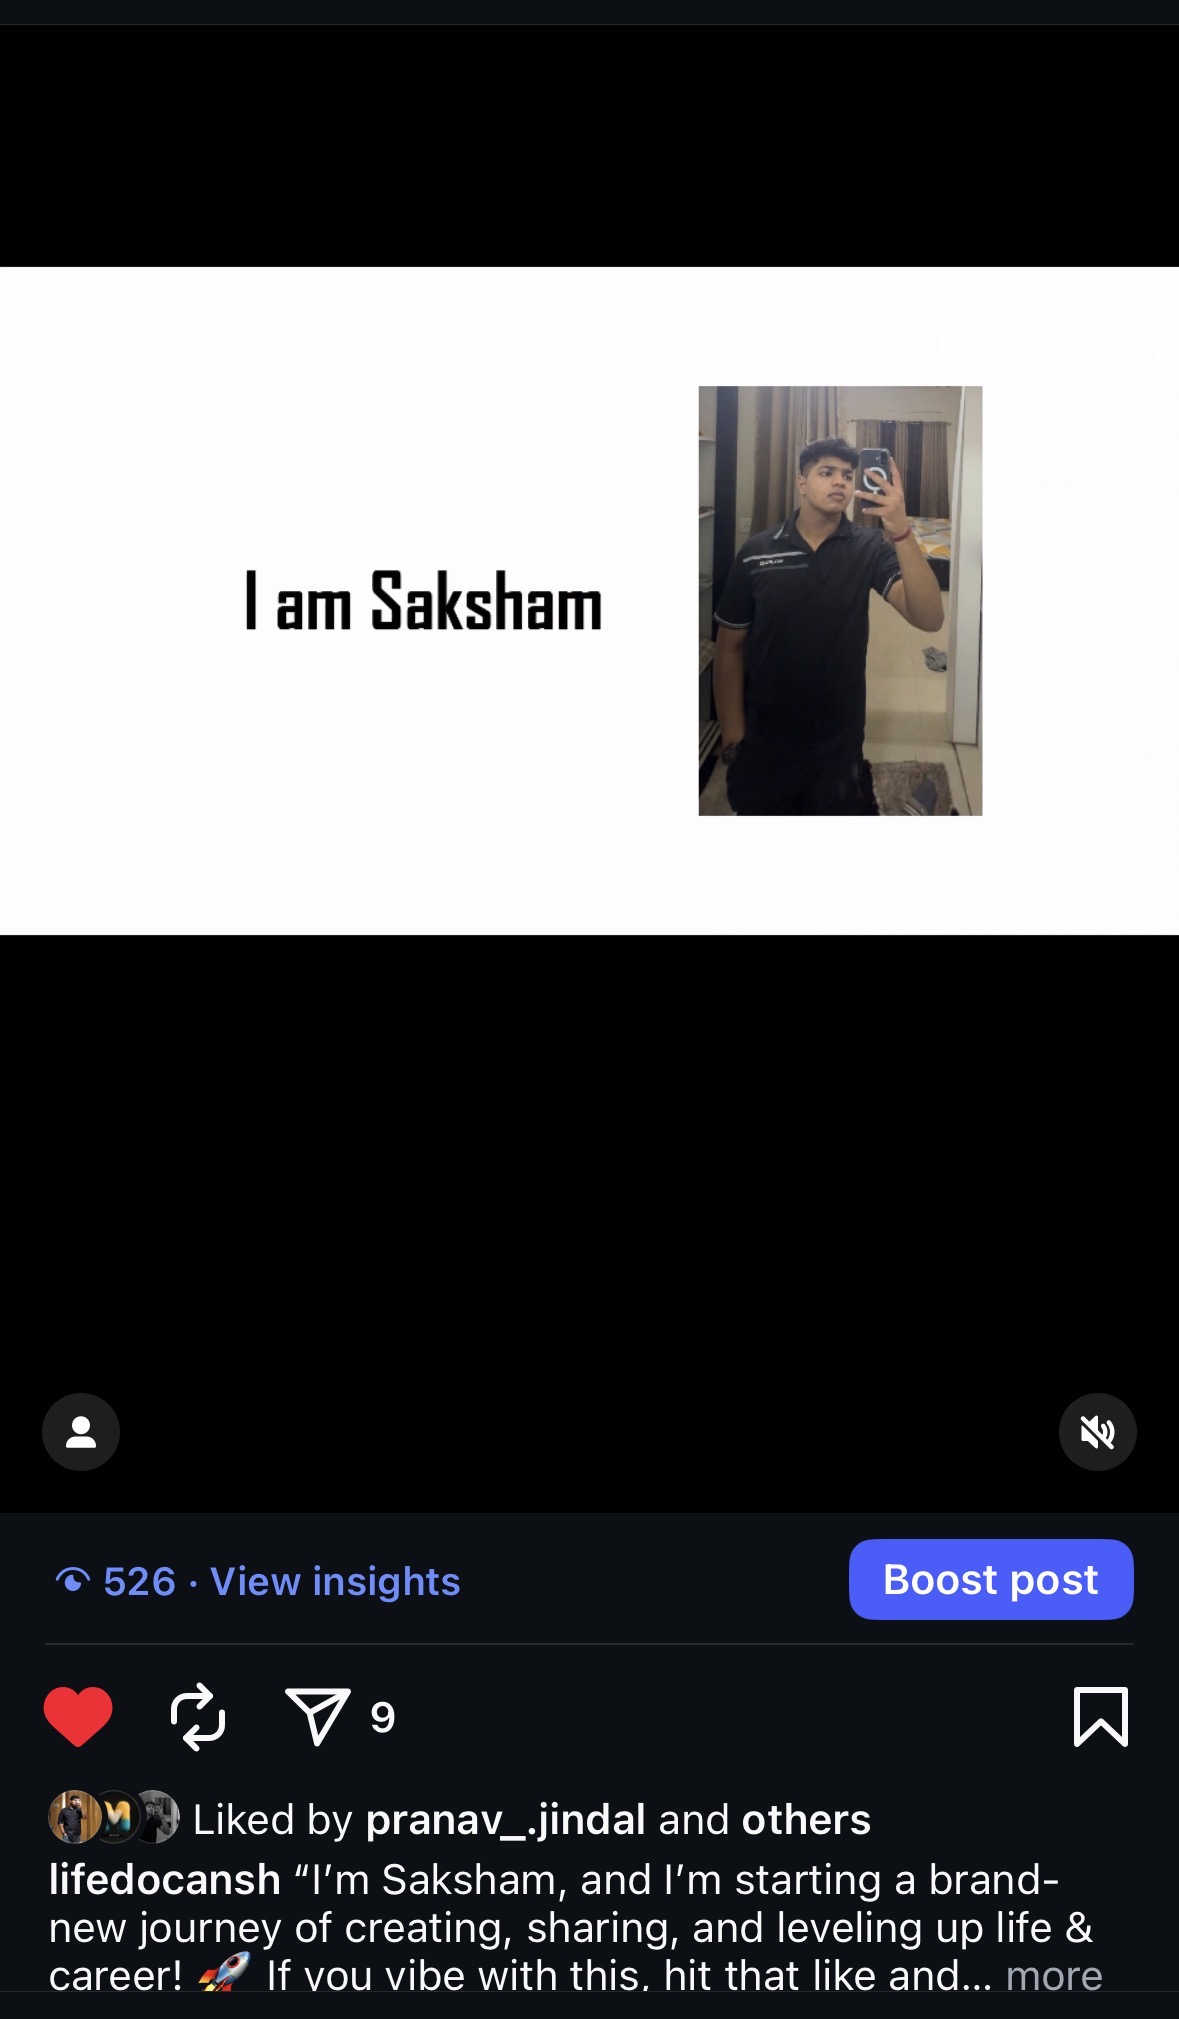 I am Saksham
526 · View insights
Boost post
9
Liked by pranav_.jindal and others
lifedocansh “I’m Saksham, and I’m starting a brand-
new journey of creating, sharing, and leveling up life &
career! 🚀 If you vibe with this, hit that like and... more